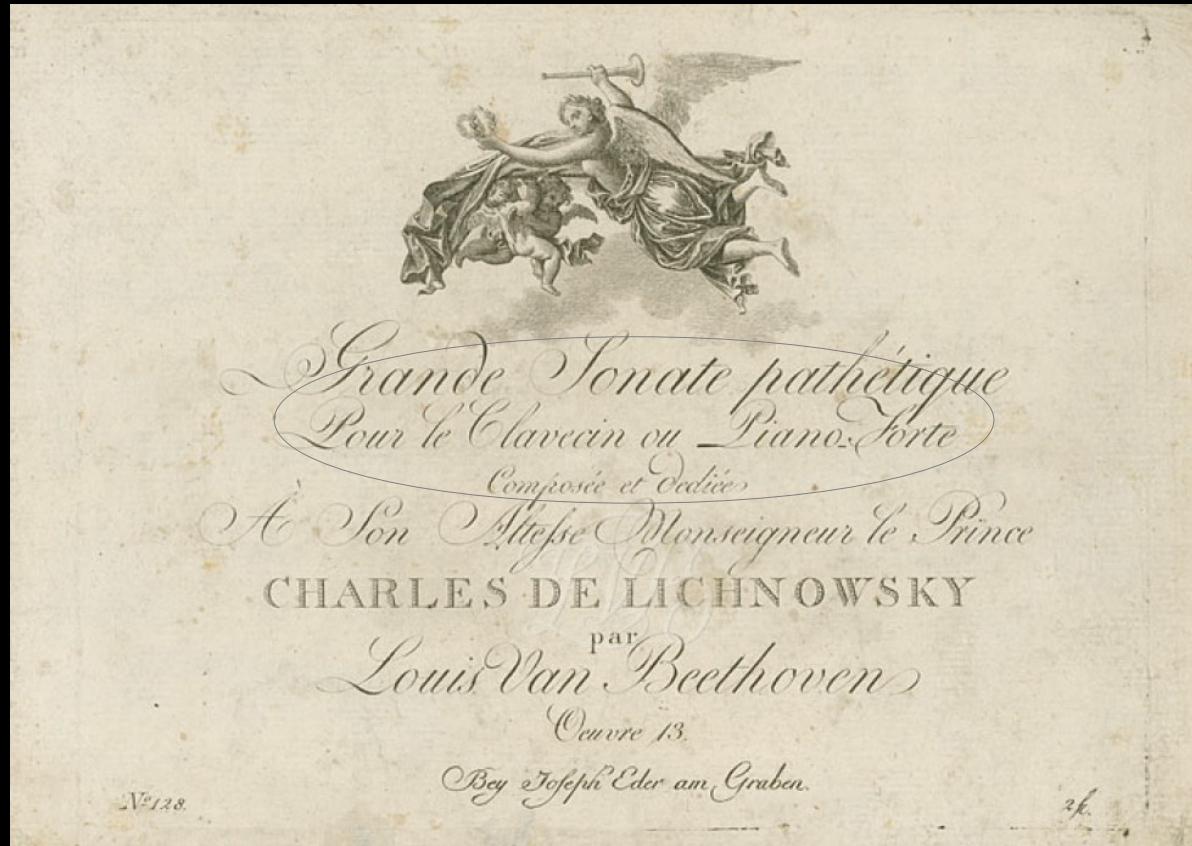 Grande Sonate pathétique
Pour le Clavecin ou Piano-Forte
Composée et dediée
À Son Altesse Monseigneur le Prince
CHARLES DE LICHNOWSKY
par
Louis Van Beethoven
Oeuvre 13.
Bey Joseph Eder am Graben.
No 128.